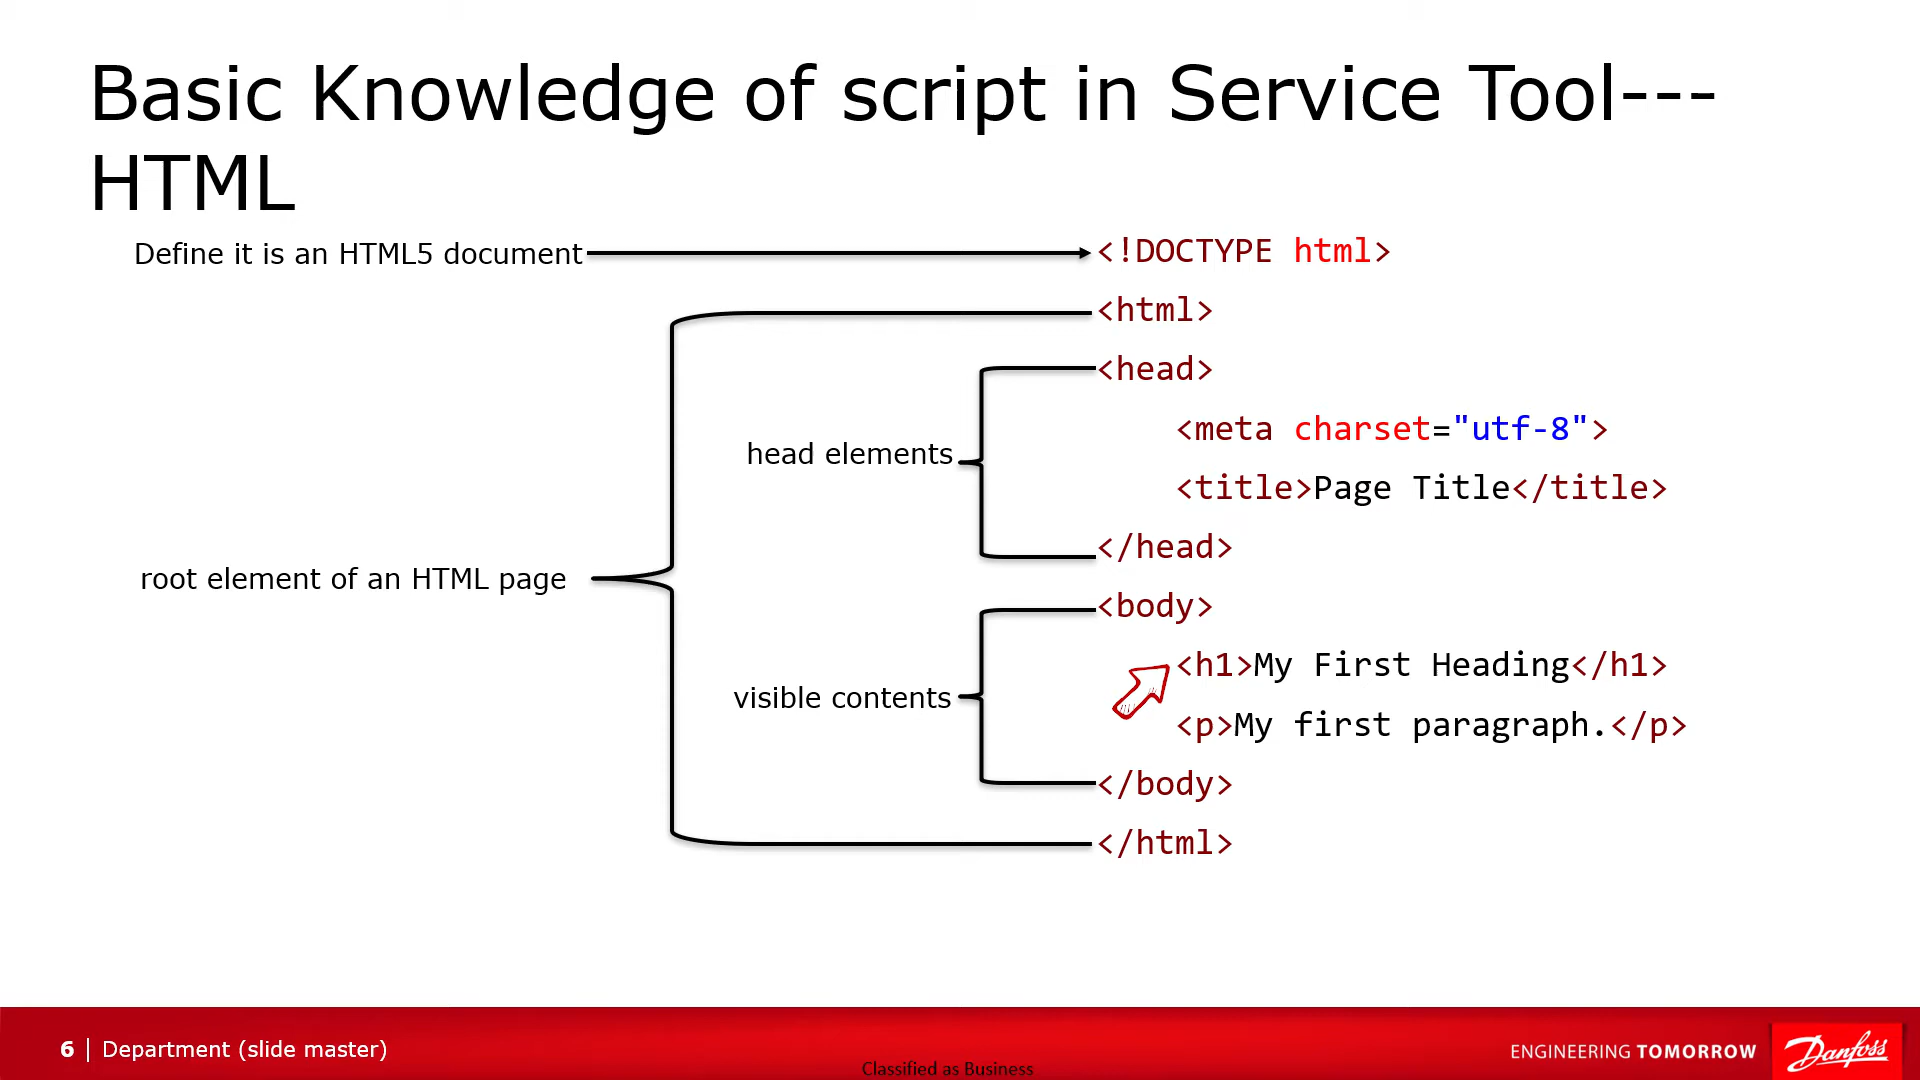 Basic Knowledge of script in Service Tool---
HTML
Define it is an HTML5 document
<!DOCTYPE html>
<html>
<head>
<meta charset="utf-8">
head elements
<title>Page Title</title>
</head>
root element of an HTML page
<body>
<h1>My First Heading</h1>
visible contents
<p>My first paragraph.</p>
</body>
</html>
6 | Department (slide master)
Classified as Business
ENGINEERING TOMORROW
Danfoss